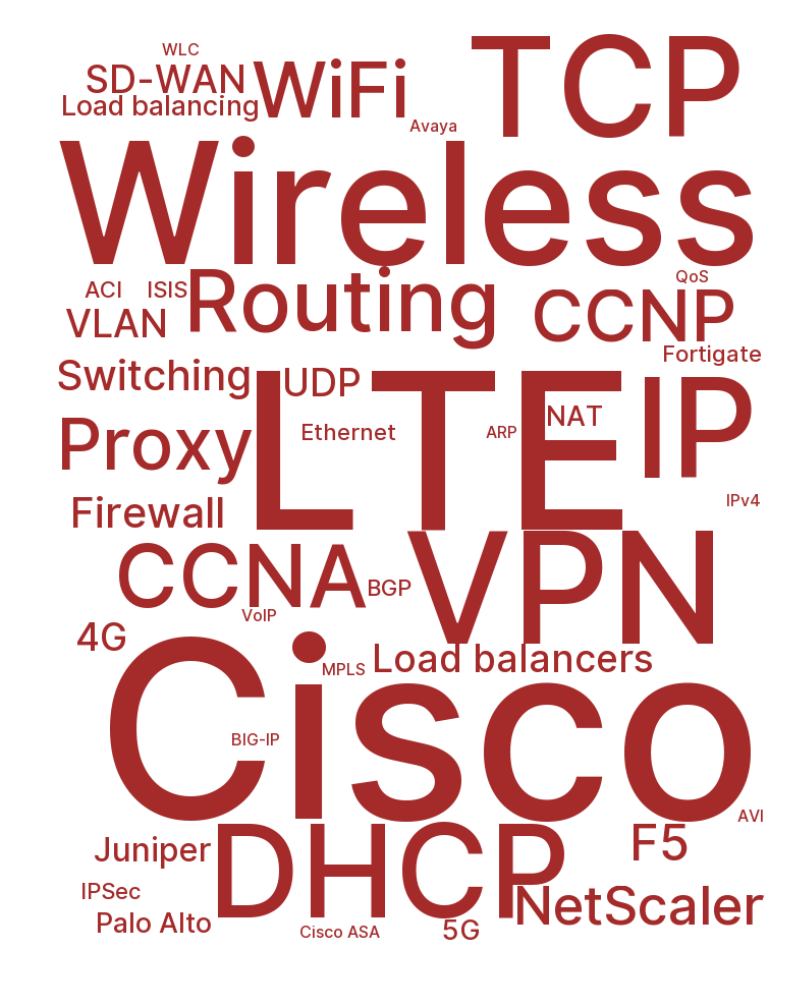 WLC
SD-WAN
WiFi
TCP
Load balancing
Avaya
Wireless
ACI
ISIS
Routing
QoS
VLAN
CCNP
Fortigate
Switching
UDP
LTE
IP
Proxy
Ethernet
ARP
NAT
Firewall
IPv4
CCNA
BGP
VPN
VoIP
4G
Cisco
MPLS
Load balancers
BIG-IP
AVI
Juniper
DHCP
F5
IPSec
NetScaler
Palo Alto
Cisco ASA
5G